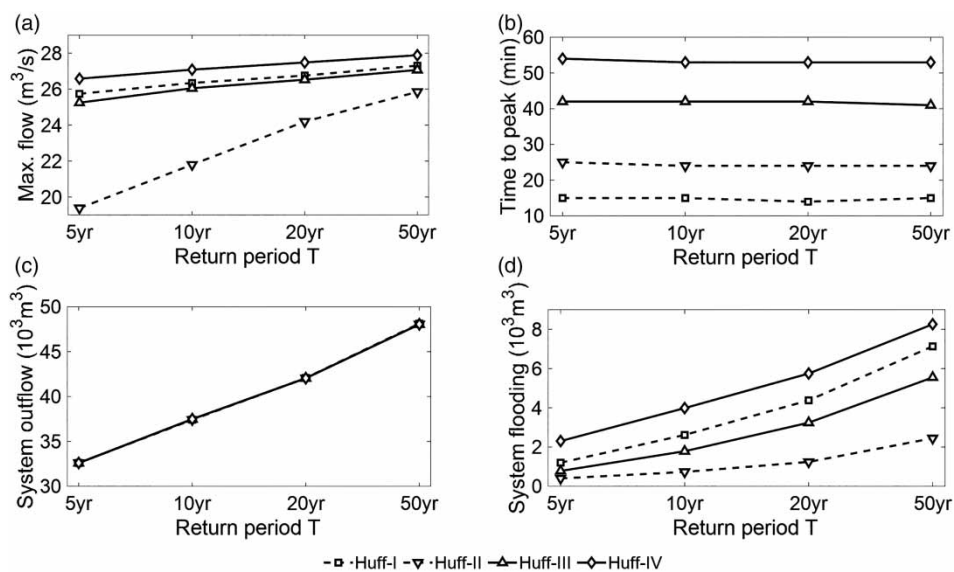 (a)
Max. flow (m³/s)
28
26
24
22
20
5yr 10yr 20yr 50yr
Return period T
(b)
Time to peak (min)
60
50
40
30
20
10
5yr 10yr 20yr 50yr
Return period T
(c)
System outflow (10³m³)
50
45
40
35
30
5yr 10yr 20yr 50yr
Return period T
(d)
System flooding (10³m³)
8
6
4
2
0
5yr 10yr 20yr 50yr
Return period T
Huff-I Huff-II Huff-III Huff-IV